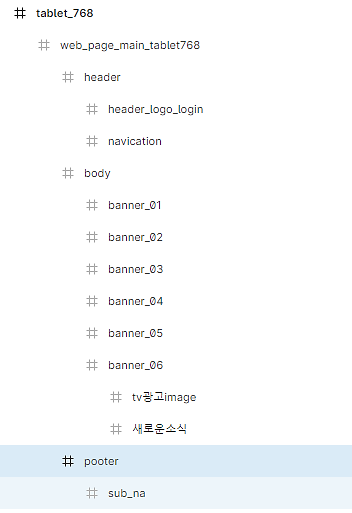 tablet_768
web_page_main_tablet768
header
header_logo_login
navication
body
banner_01
banner_02
banner_03
banner_04
banner_05
banner_06
tv광고image
새로운소식
pooter
sub_na